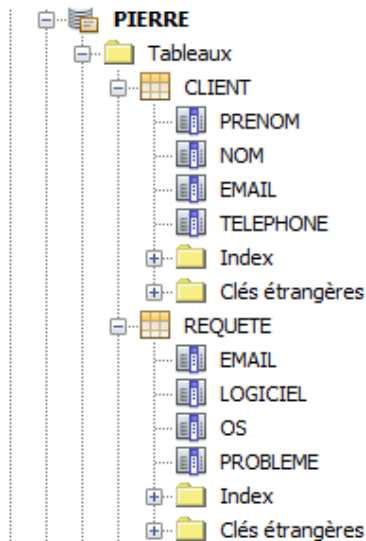 PIERRE
Tableaux
CLIENT
PRENOM
NOM
EMAIL
TELEPHONE
Index
Clés étrangères
REQUETE
EMAIL
LOGICIEL
OS
PROBLEME
Index
Clés étrangères